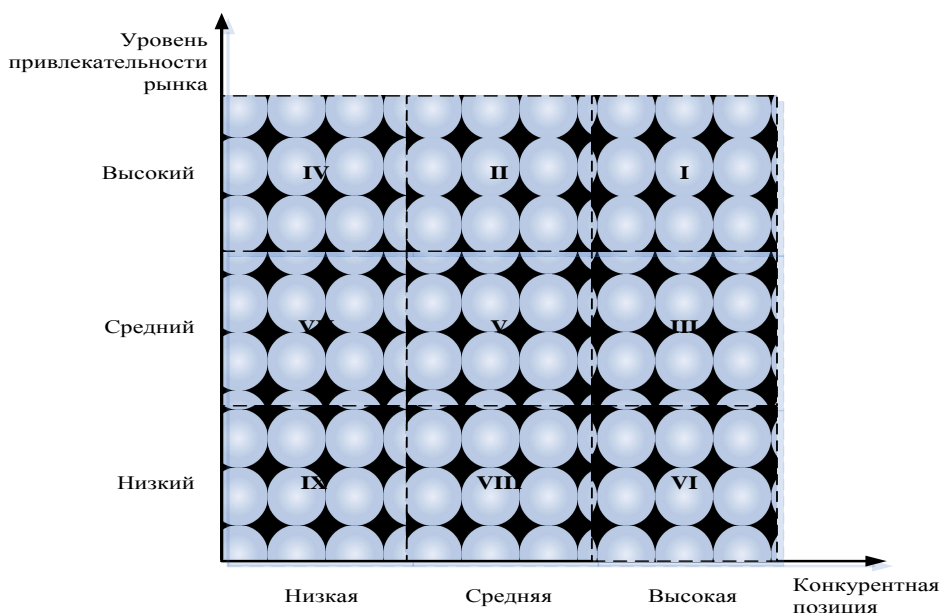 Уровень
привлекательности
рынка
Высокий
IV
II
I
Средний
V
III
Низкий
IX
VIII
VI
Низкая
Средняя
Высокая
Конкурентная
позиция